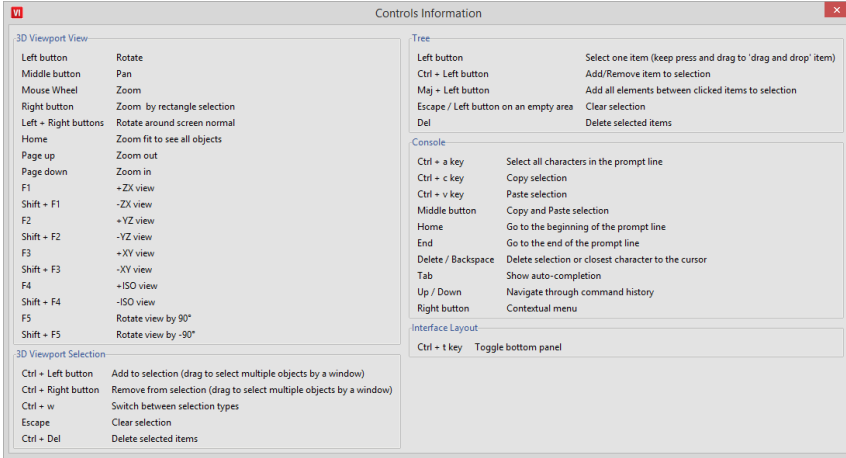 VI
Controls Information
3D Viewport View
Left button Rotate
Middle button Pan
Mouse Wheel Zoom
Right button Zoom by rectangle selection
Left + Right buttons Rotate around screen normal
Home Zoom fit to see all objects
Page up Zoom out
Page down Zoom in
F1 +ZX view
Shift + F1 -ZX view
F2 +YZ view
Shift + F2 -YZ view
F3 +XY view
Shift + F3 -XY view
F4 +ISO view
Shift + F4 -ISO view
F5 Rotate view by 90°
Shift + F5 Rotate view by -90°
3D Viewport Selection
Ctrl + Left button Add to selection (drag to select multiple objects by a window)
Ctrl + Right button Remove from selection (drag to select multiple objects by a window)
Ctrl + w Switch between selection types
Escape Clear selection
Ctrl + Del Delete selected items
Tree
Left button Select one item (keep press and drag to 'drag and drop' item)
Ctrl + Left button Add/Remove item to selection
Maj + Left button Add all elements between clicked items to selection
Escape / Left button on an empty area Clear selection
Del Delete selected items
Console
Ctrl + a key Select all characters in the prompt line
Ctrl + c key Copy selection
Ctrl + v key Paste selection
Middle button Copy and Paste selection
Home Go to the beginning of the prompt line
End Go to the end of the prompt line
Delete / Backspace Delete selection or closest character to the cursor
Tab Show auto-completion
Up / Down Navigate through command history
Right button Contextual menu
Interface Layout
Ctrl + t key Toggle bottom panel